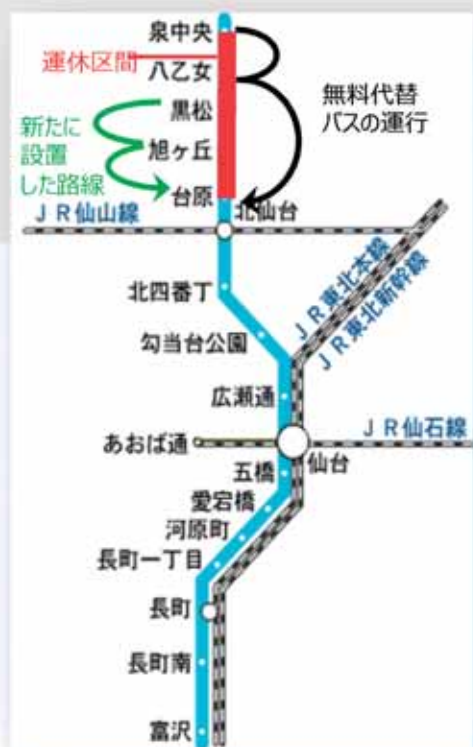 泉中央
運休区間
八乙女
無料代替
バスの運行
黒松
新たに
設置
した路線
旭ヶ丘
台原
JR仙山線
北仙台
北四番丁
JR東北本線
JR東北新幹線
勾当台公園
広瀬通
JR仙石線
あおば通
仙台
五橋
愛宕橋
河原町
長町一丁目
長町
長町南
富沢